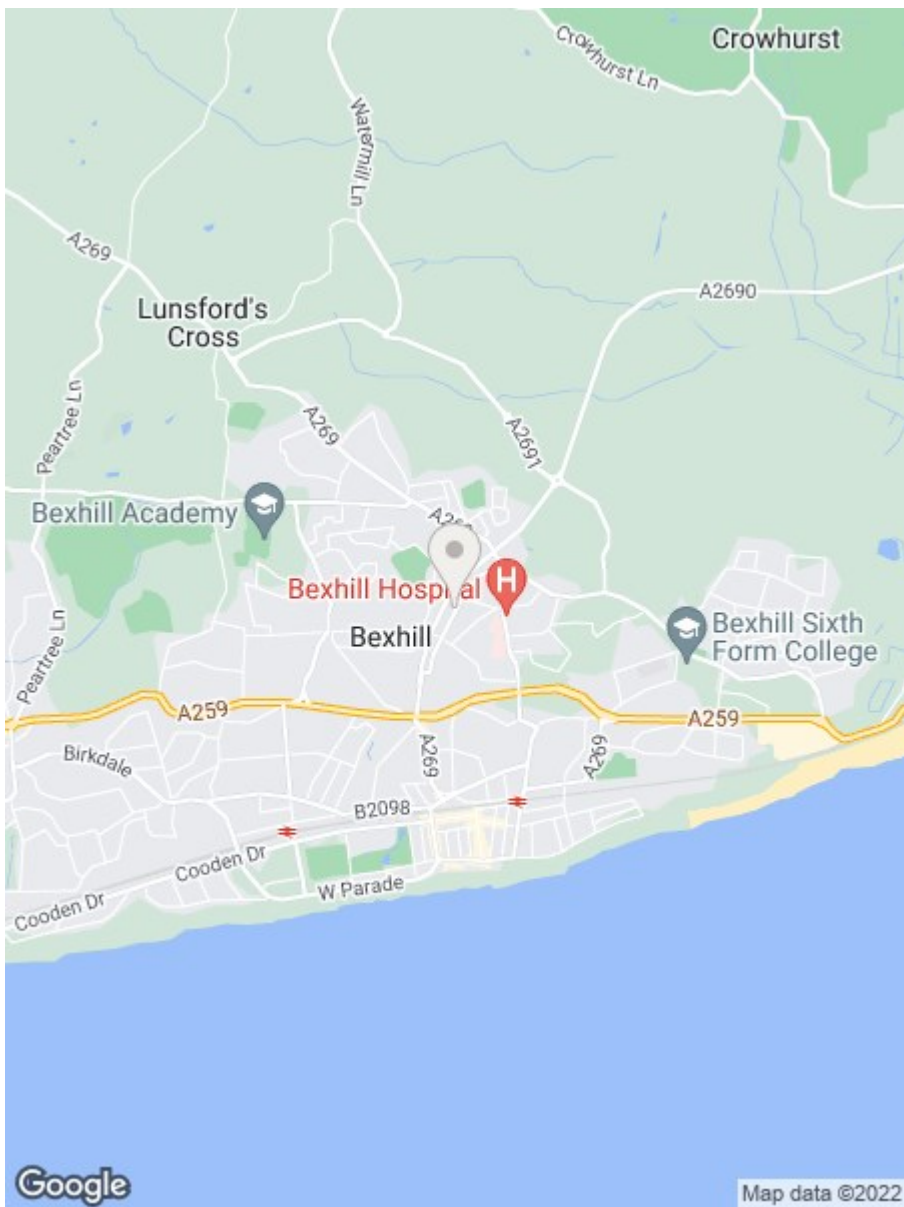 Crowhurst
Crowhurst Ln
Watermill Ln
A269
A2690
Lunsford's
Cross
Peartree Ln
A269
A2691
Bexhill Academy
Bexhill Hospital
H
Bexhill
Bexhill Sixth
Form College
Peartree Ln
A259
A259
Birkdale
A269
A269
B2098
Cooden Dr
W Parade
Cooden Dr
Google
Map data ©2022